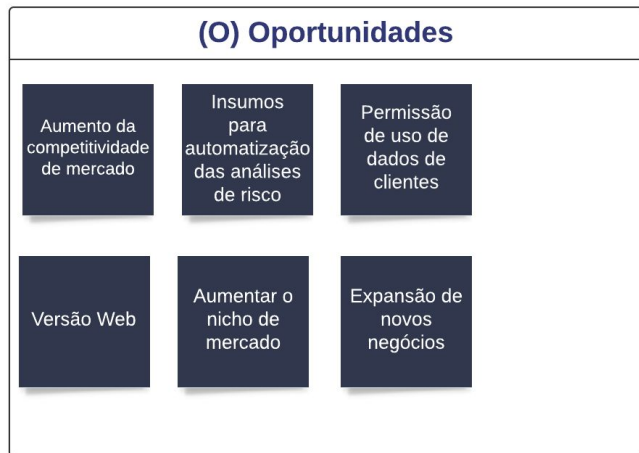 (O) Oportunidades
Aumento da
competitividade
de mercado
Insumos
para
automatização
das análises
de risco
Permissão
de uso de
dados de
clientes
Versão Web
Aumentar o
nicho de
mercado
Expansão de
novos
negócios